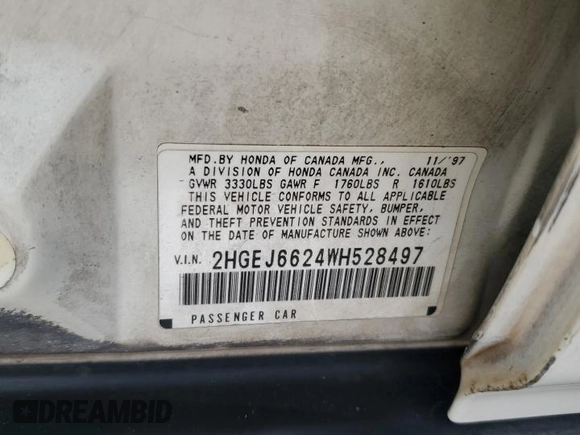 MFD. BY HONDA OF CANADA MFG., 11/'97
A DIVISION OF HONDA CANADA INC. CANADA
GVWR 3330LBS GAWR F 1760LBS R 1610LBS
THIS VEHICLE CONFORMS TO ALL APPLICABLE
FEDERAL MOTOR VEHICLE SAFETY, BUMPER,
AND THEFT PREVENTION STANDARDS IN EFFECT
ON THE DATE OF MANUFACTURE SHOWN ABOVE:
V.I.N. 2HGEJ6624WH528497
PASSENGER CAR
DREAMBID